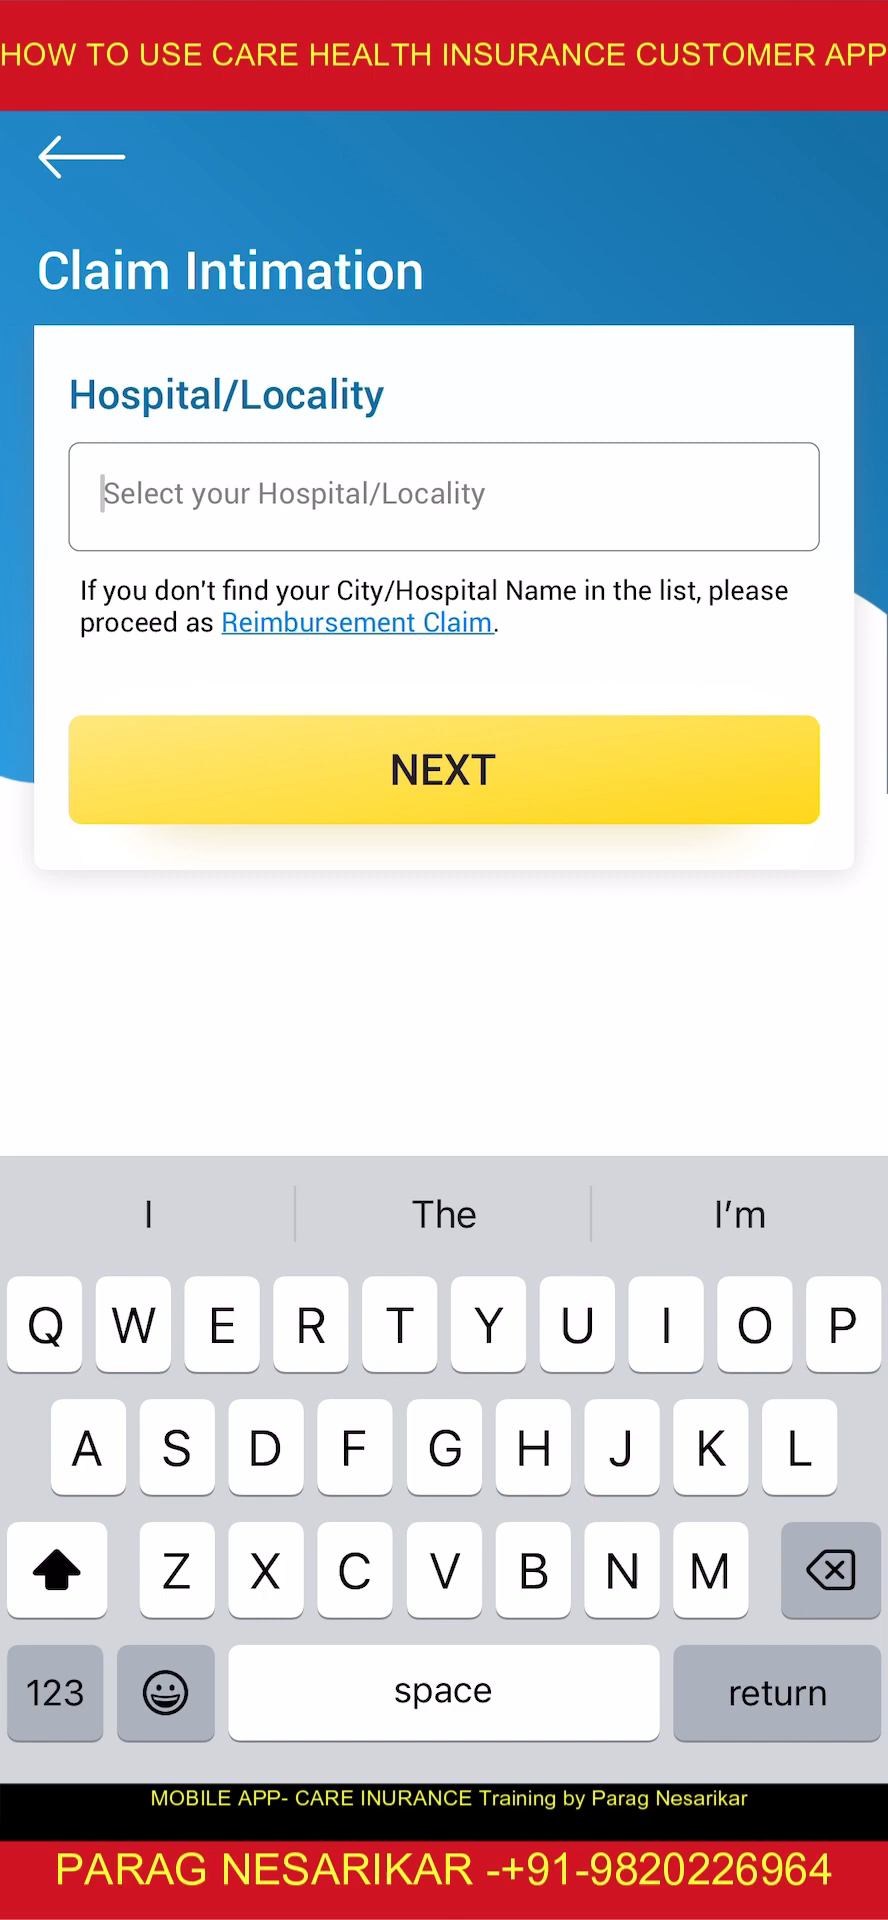 HOW TO USE CARE HEALTH INSURANCE CUSTOMER APP
Claim Intimation
Hospital/Locality
Select your Hospital/Locality
If you don't find your City/Hospital Name in the list, please
proceed as Reimbursement Claim.
NEXT
I The I'm
Q W E R T Y U I O P
A S D F G H J K L
Z X C V B N M
123 space return
MOBILE APP- CARE INURANCE Training by Parag Nesarikar
PARAG NESARIKAR -+91-9820226964